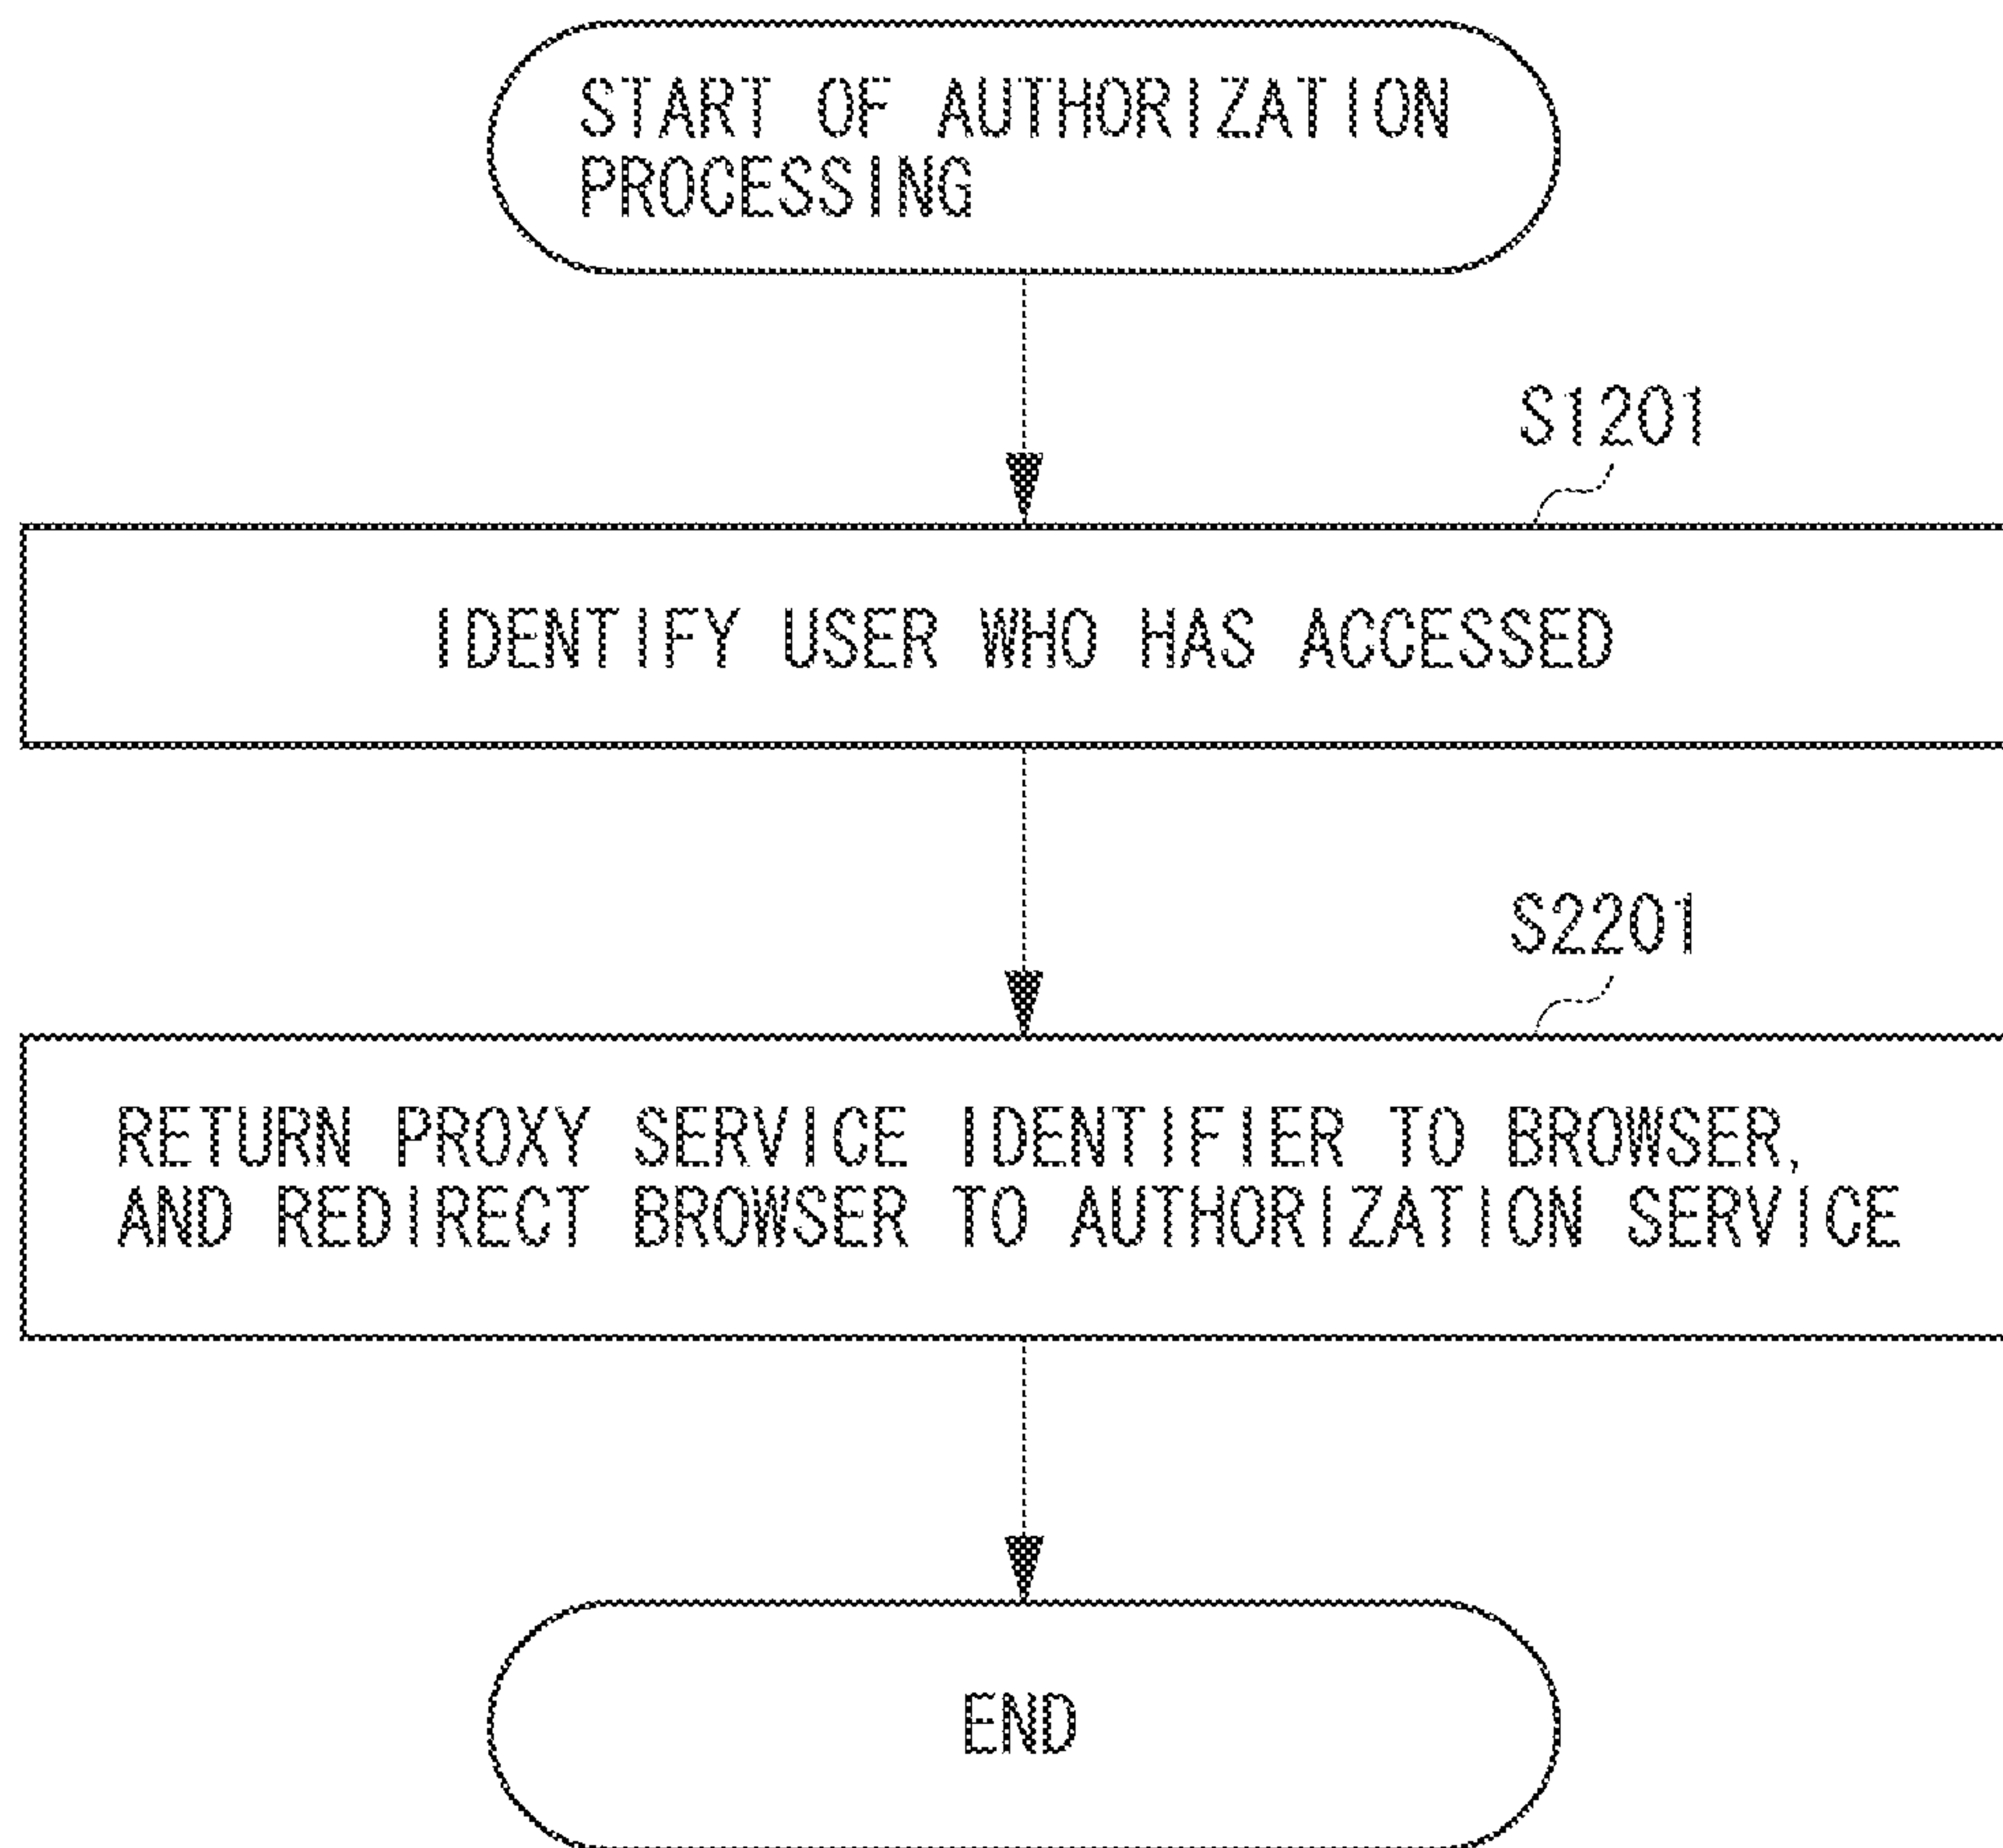 START OF AUTHORIZATION
PROCESSING
S1201
IDENTIFY USER WHO HAS ACCESSED
S2201
RETURN PROXY SERVICE IDENTIFIER TO BROWSER,
AND REDIRECT BROWSER TO AUTHORIZATION SERVICE
END